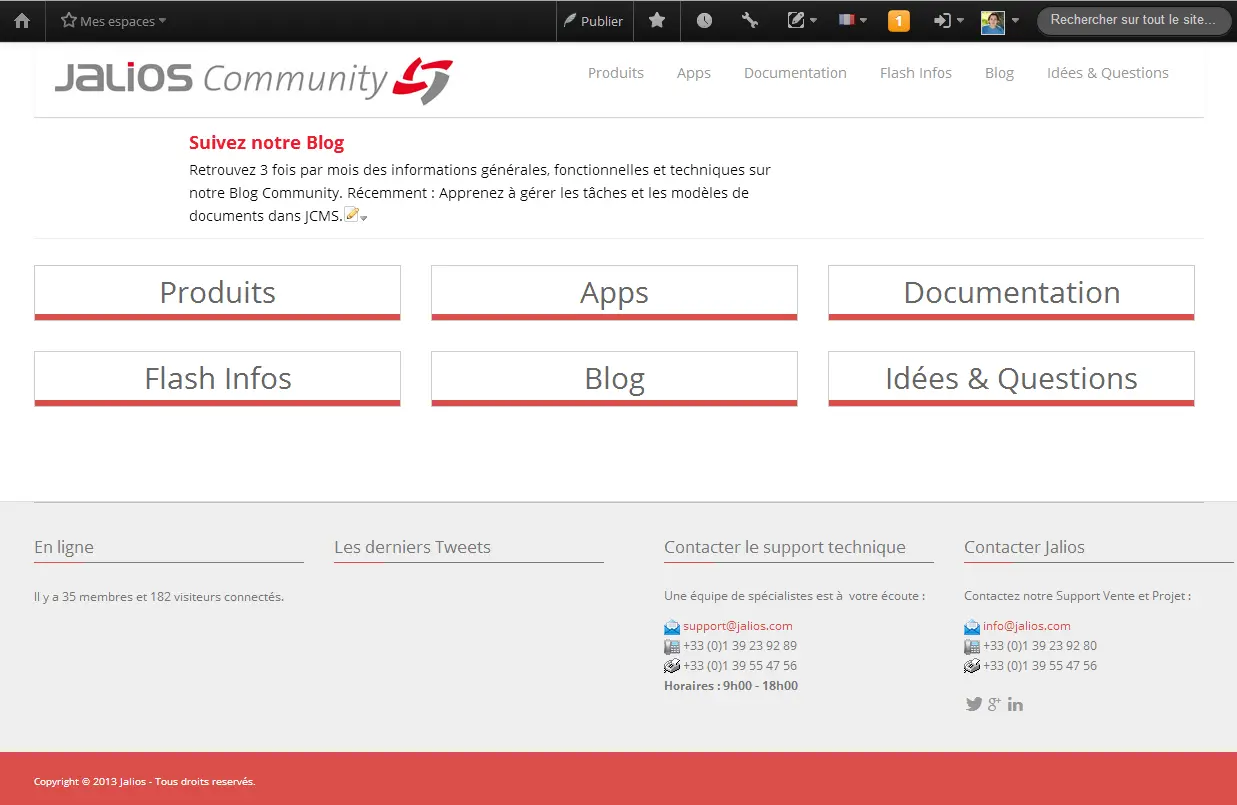 Mes espaces Publier 1 Rechercher sur tout le site...
JALIOS Community Produits Apps Documentation Flash Infos Blog Idées & Questions
Suivez notre Blog
Retrouvez 3 fois par mois des informations générales, fonctionnelles et techniques sur
notre Blog Community. Récemment : Apprenez à gérer les tâches et les modèles de
documents dans JCMS.
Produits Apps Documentation
Flash Infos Blog Idées & Questions
En ligne Les derniers Tweets Contacter le support technique Contacter Jalios
Il y a 35 membres et 182 visiteurs connectés. Une équipe de spécialistes est à votre écoute : Contactez notre Support Vente et Projet :
support@jalios.com info@jalios.com
+33 (0)1 39 23 92 89 +33 (0)1 39 23 92 80
+33 (0)1 39 55 47 56 +33 (0)1 39 55 47 56
Horaires : 9h00 - 18h00
Copyright © 2013 Jalios - Tous droits reservés.